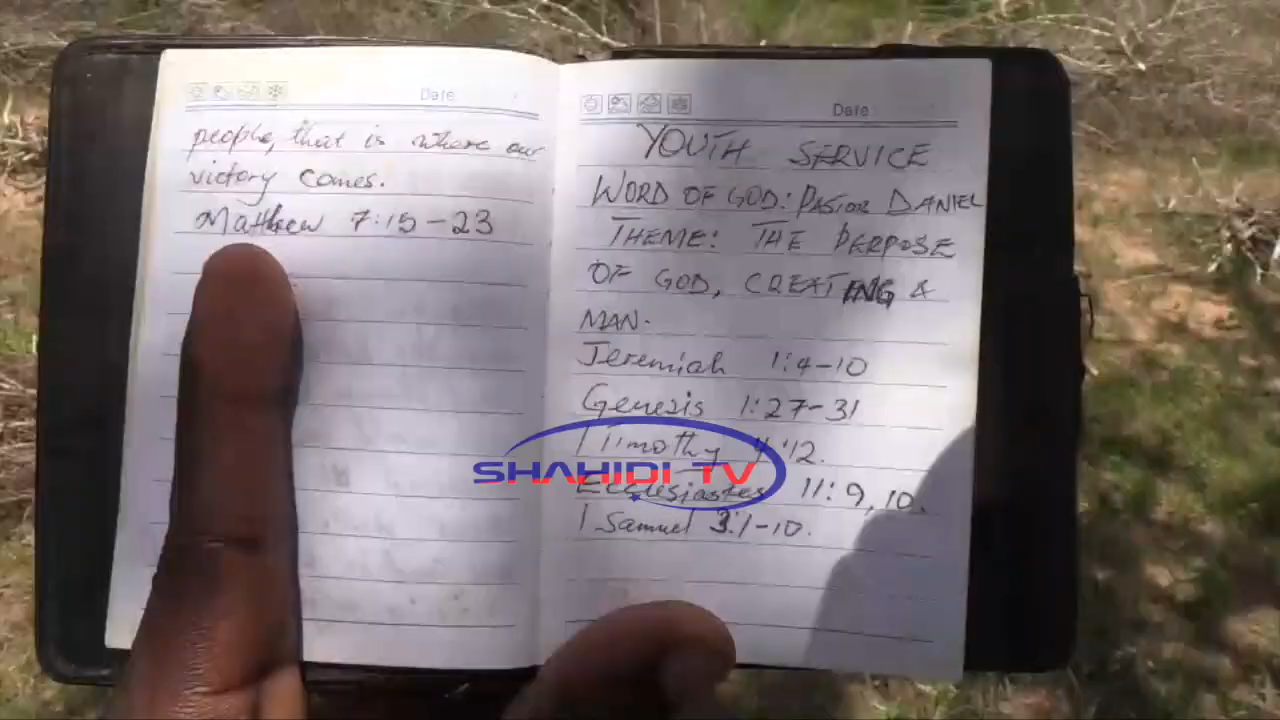 Date
people, that is where our
victory comes.
Matthew 7:15-23
Date
YOUTH SERVICE
WORD OF GOD: PASTOR DANIEL
THEME: THE PERPOSE
OF GOD, CREATING A
MAN.
Jeremiah 1:4-10
Genesis 1:27-31
1 Timothy 4:12.
SHAHIDI TV
Ecclesiastes 11:9,10.
1 Samuel 3:1-10.